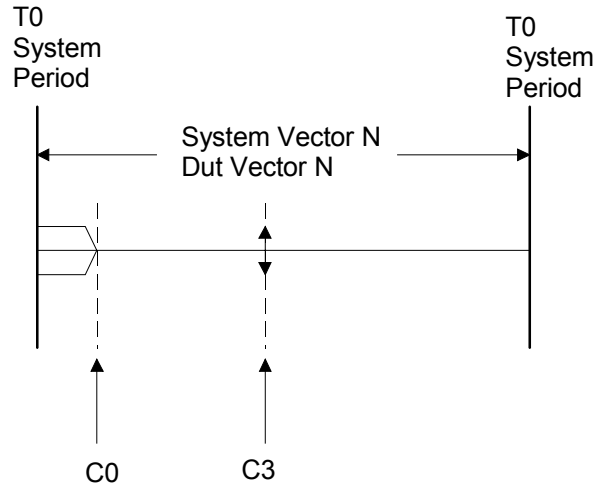 T0
System
Period
T0
System
Period
System Vector N
Dut Vector N
C0
C3